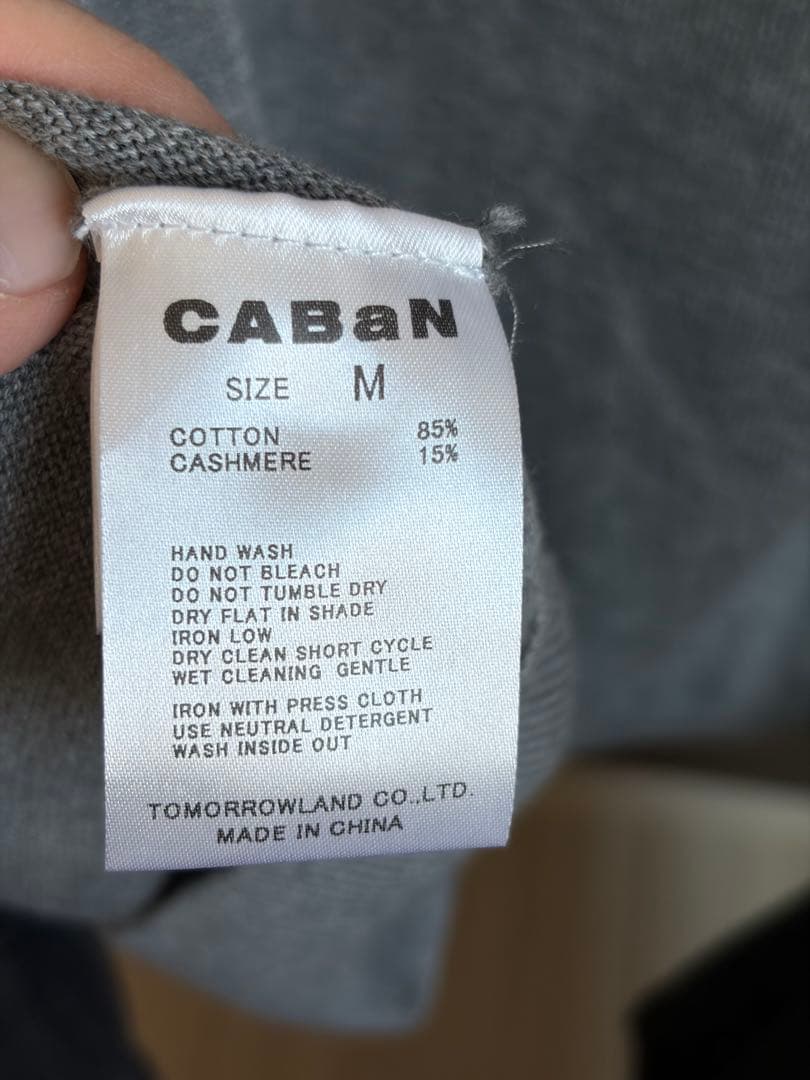 CABaN
SIZE M
COTTON 85%
CASHMERE 15%
HAND WASH
DO NOT BLEACH
DO NOT TUMBLE DRY
DRY FLAT IN SHADE
IRON LOW
DRY CLEAN SHORT CYCLE
WET CLEANING GENTLE
IRON WITH PRESS CLOTH
USE NEUTRAL DETERGENT
WASH INSIDE OUT
TOMORROWLAND CO.,LTD.
MADE IN CHINA